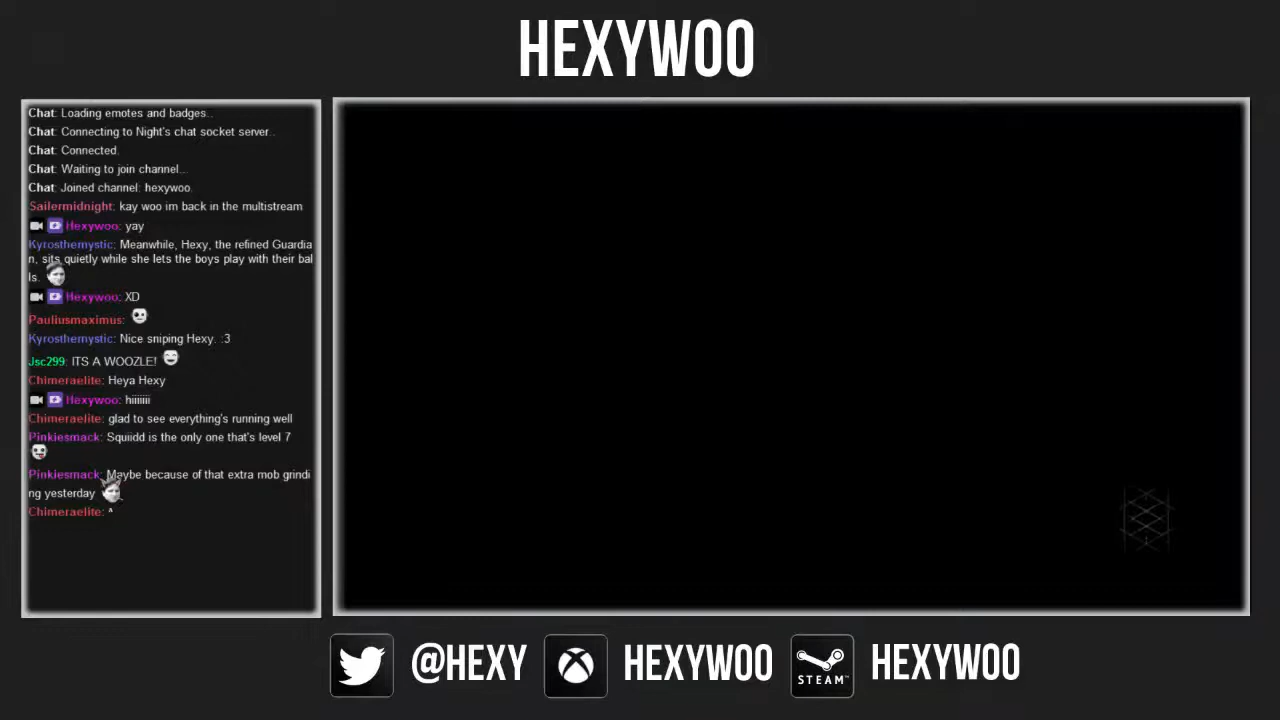 HEXYWOO
Chat: Loading emotes and badges..
Chat: Connecting to Night's chat socket server..
Chat: Connected.
Chat: Waiting to join channel...
Chat: Joined channel: hexywoo.
Sailermidnight: kay woo im back in the multistream
Hexywoo: yay
Kyrosthemystic: Meanwhile, Hexy, the refined Guardia
n, sits quietly while she lets the boys play with their bal
ls.
Hexywoo: XD
Pauliusmaximus:
Kyrosthemystic: Nice sniping Hexy. :3
Jsc299: ITS A WOOZLE!
Chimeraelite: Heya Hexy
Hexywoo: hiiiiiii
Chimeraelite: glad to see everything's running well
Pinkiesmack: Squiidd is the only one that's level 7
Pinkiesmack: Maybe because of that extra mob grindi
ng yesterday
Chimeraelite: ^
@HEXY HEXYWOO STEAM™ HEXYWOO